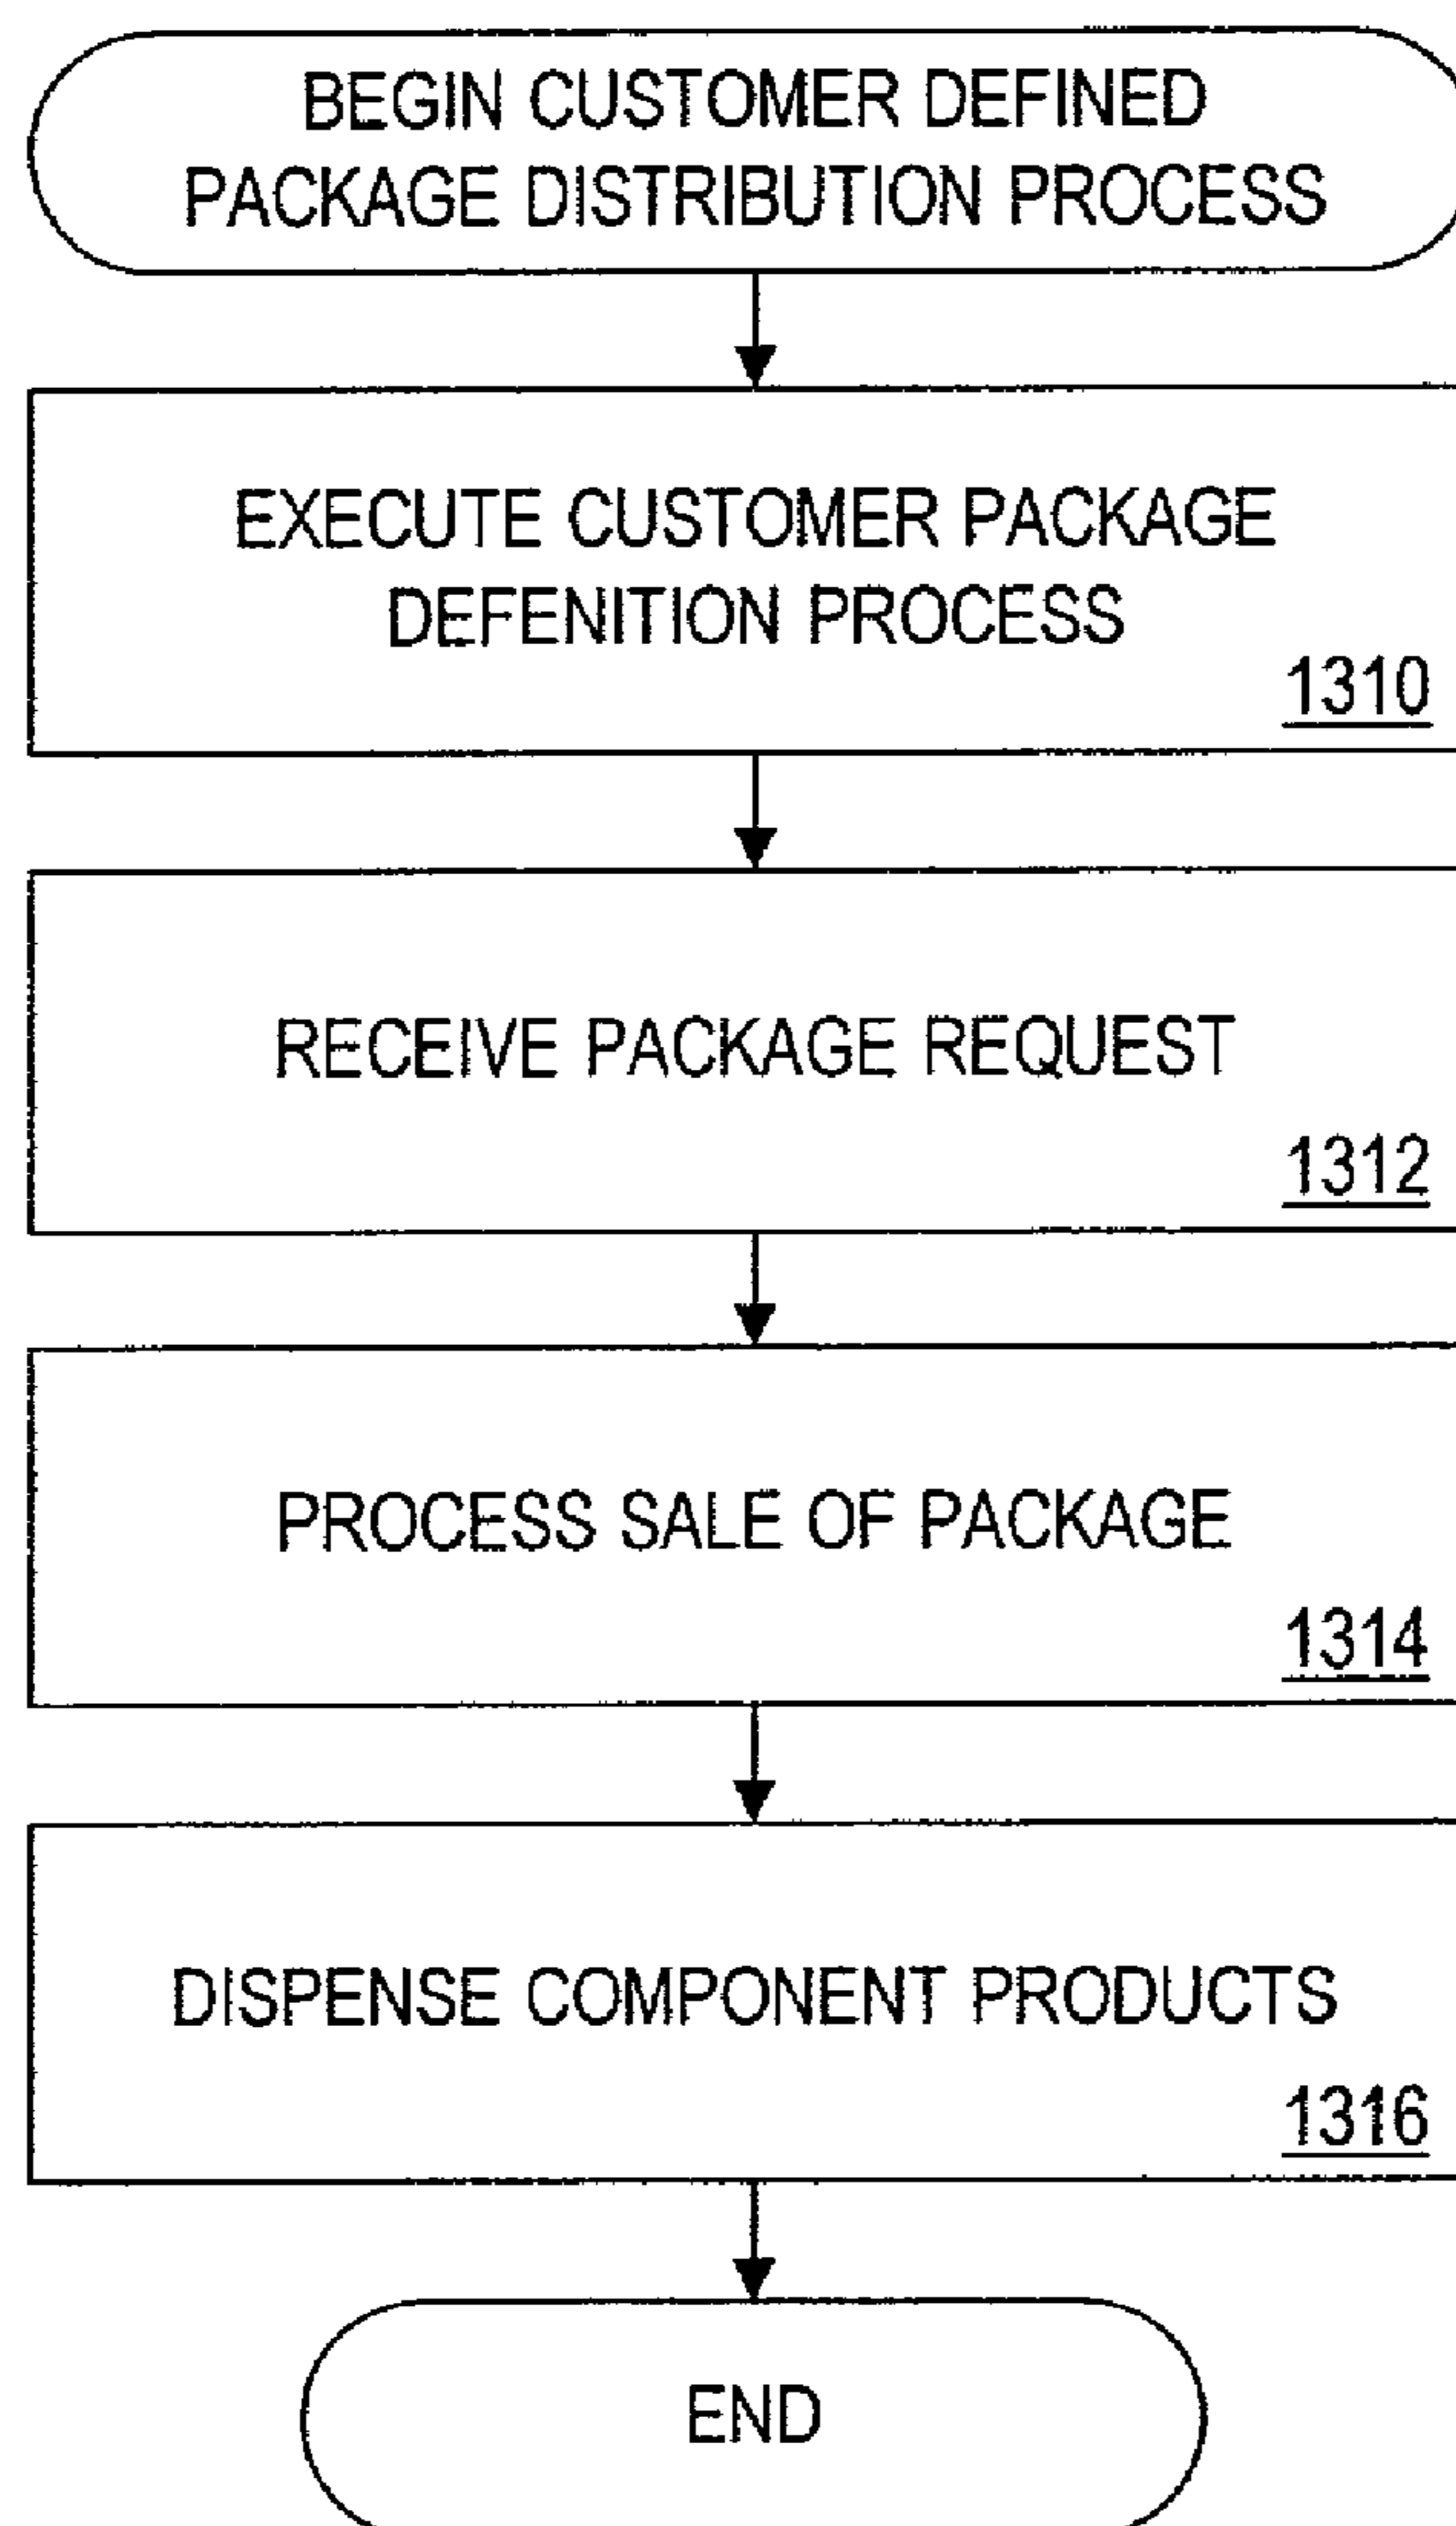 BEGIN CUSTOMER DEFINED
PACKAGE DISTRIBUTION PROCESS
EXECUTE CUSTOMER PACKAGE
DEFENITION PROCESS
1310
RECEIVE PACKAGE REQUEST
1312
PROCESS SALE OF PACKAGE
1314
DISPENSE COMPONENT PRODUCTS
1316
END